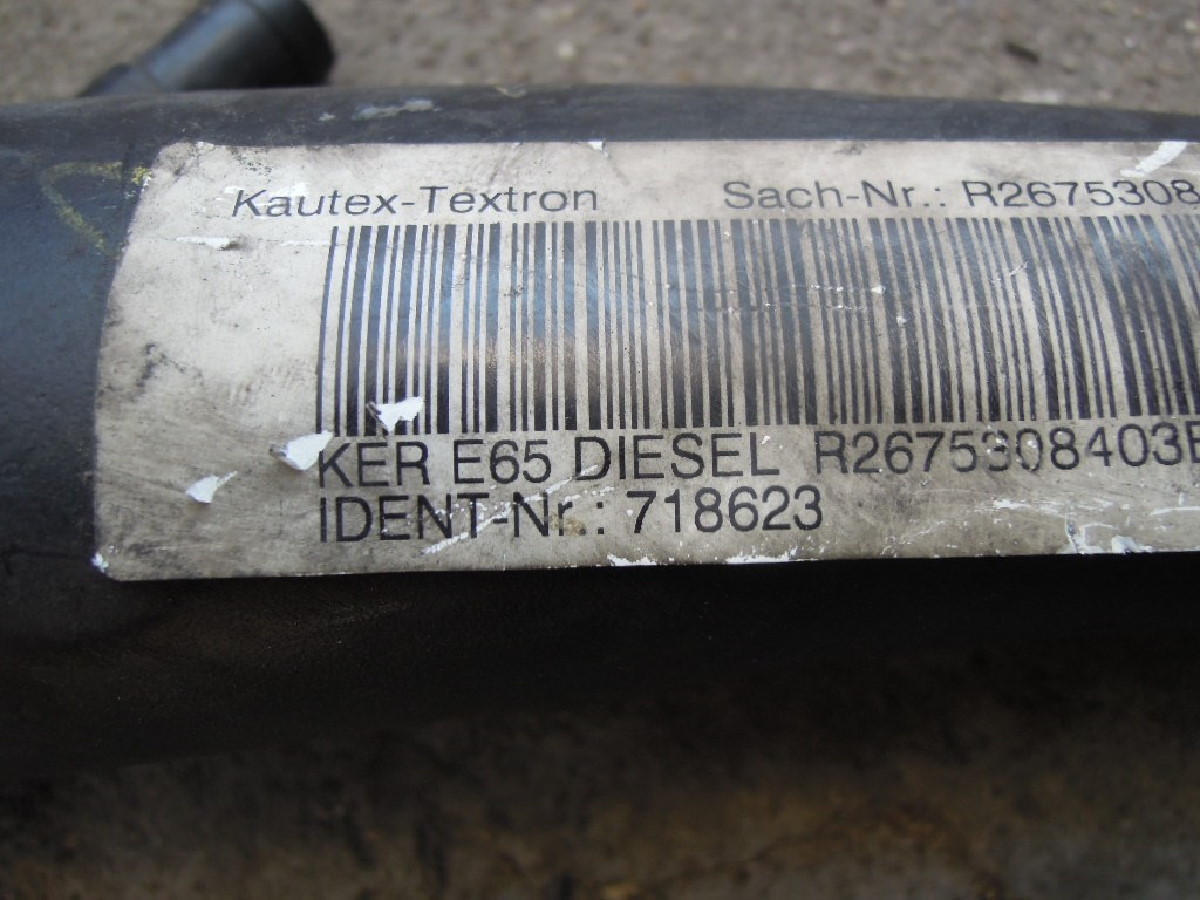 Kautex-Textron Sach-Nr.: R2675308
KER E65 DIESEL R2675308403
IDENT-Nr.: 718623